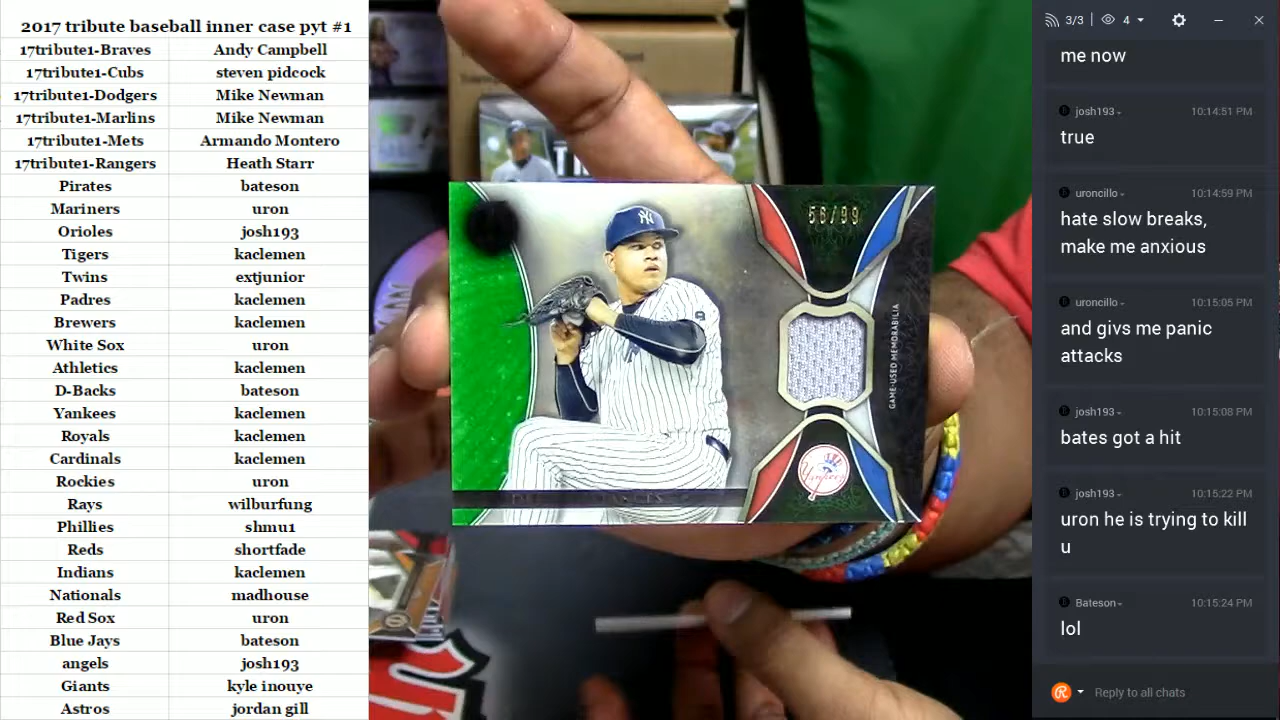 2017 tribute baseball inner case pyt #1
17tribute1-Braves Andy Campbell
17tribute1-Cubs steven pidcock
17tribute1-Dodgers Mike Newman
17tribute1-Marlins Mike Newman
17tribute1-Mets Armando Montero
17tribute1-Rangers Heath Starr
Pirates bateson
Mariners uron
Orioles josh193
Tigers kaclemen
Twins extjunior
Padres kaclemen
Brewers kaclemen
White Sox uron
Athletics kaclemen
D-Backs bateson
Yankees kaclemen
Royals kaclemen
Cardinals kaclemen
Rockies uron
Rays wilburfung
Phillies shmu1
Reds shortfade
Indians kaclemen
Nationals madhouse
Red Sox uron
Blue Jays bateson
angels josh193
Giants kyle inouye
Astros jordan gill
NY
GAME-USED MEMORABILIA
Yankees
3/3 4
me now
josh193 10:14:51 PM
true
uroncillo 10:14:59 PM
hate slow breaks,
make me anxious
uroncillo 10:15:05 PM
and givs me panic
attacks
josh193 10:15:08 PM
bates got a hit
josh193 10:15:22 PM
uron he is trying to kill
u
Bateson 10:15:24 PM
lol
Reply to all chats